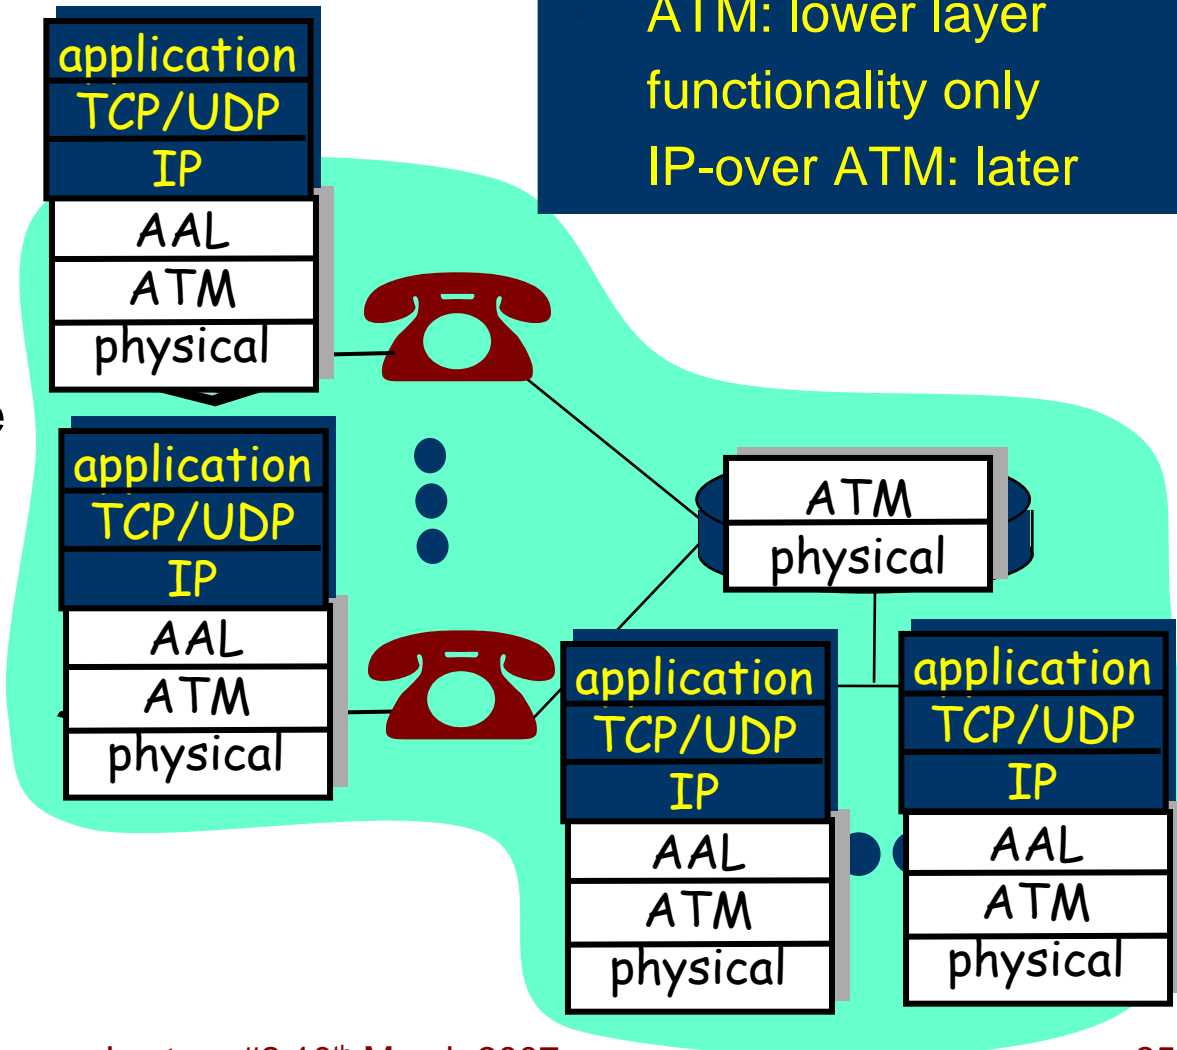 ATM: lower layer
functionality only
IP-over ATM: later
application
TCP/UDP
IP
AAL
ATM
physical
e
application
TCP/UDP
IP
AAL
ATM
physical
ATM
physical
application
TCP/UDP
IP
AAL
ATM
physical
application
TCP/UDP
IP
AAL
ATM
physical